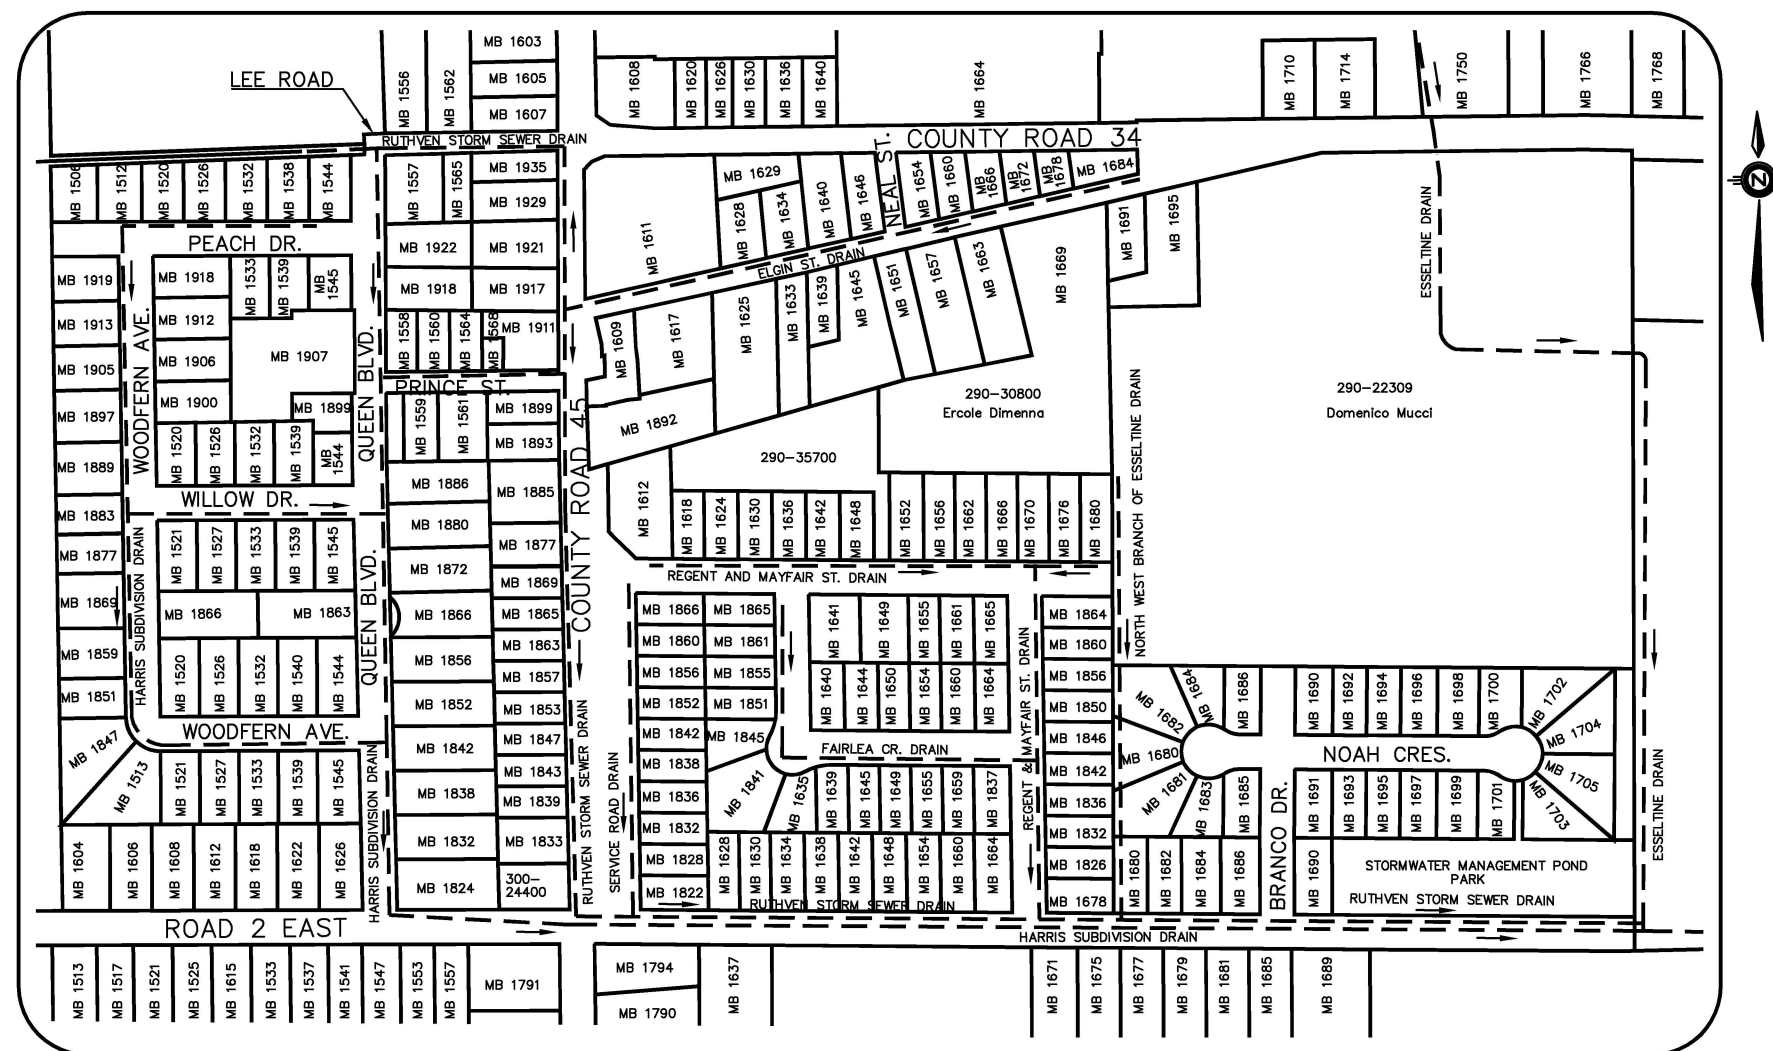 MB 1603
MB 1605
MB 1607
LEE ROAD
MB 1556
MB 1562
MB 1608
MB 1620
MB 1626
MB 1630
MB 1636
MB 1640
MB 1664
MB 1710
MB 1714
MB 1750
MB 1766
MB 1768
RUTHVEN STORM SEWER DRAIN
COUNTY ROAD 34
NEAL ST.
MB 1506
MB 1512
MB 1520
MB 1526
MB 1532
MB 1538
MB 1544
MB 1557
MB 1565
MB 1935
MB 1929
MB 1922
MB 1921
MB 1918
MB 1917
MB 1611
MB 1629
MB 1628
MB 1634
MB 1640
MB 1646
MB 1654
MB 1660
MB
1666
MB
1672
MB
1678
MB 1684
MB 1691
MB 1695
ESSELTINE DRAIN
N
PEACH DR.
ELGIN ST. DRAIN
MB 1919
MB 1913
MB 1905
MB 1897
MB 1889
MB 1883
MB 1877
MB 1869
MB 1859
MB 1851
WOODFERN AVE.
MB 1918
MB 1912
MB 1906
MB 1900
MB 1533
MB 1539
MB
1545
MB 1907
MB 1899
MB 1520
MB 1526
MB 1532
MB 1539
MB
1544
QUEEN BLVD.
MB 1558
MB 1560
MB 1564
MB 1568
MB 1911
PRINCE ST.
MB 1559
MB 1561
MB 1899
MB 1893
COUNTY ROAD 45
MB 1609
MB 1617
MB 1625
MB 1633
MB 1639
MB 1645
MB 1651
MB 1657
MB 1663
MB 1669
MB 1892
290-30800
Ercole Dimenna
290-35700
NORTH WEST BRANCH OF ESSELTINE DRAIN
290-22309
Domenico Mucci
WILLOW DR.
HARRIS SUBDIVISION DRAIN
MB 1521
MB 1527
MB 1533
MB 1539
MB 1545
MB 1866
MB 1863
MB 1520
MB 1526
MB 1532
MB 1540
MB 1544
QUEEN BLVD.
MB 1886
MB 1880
MB 1872
MB 1866
MB 1856
MB 1852
MB 1842
MB 1838
MB 1832
MB 1824
MB 1885
MB 1877
MB 1869
MB 1865
MB 1863
MB 1857
MB 1853
MB 1847
MB 1843
MB 1839
MB 1833
300-
24400
MB 1612
MB 1618
MB 1624
MB 1630
MB 1636
MB 1642
MB 1648
MB 1652
MB 1656
MB 1662
MB 1666
MB 1670
MB 1676
MB 1680
REGENT AND MAYFAIR ST. DRAIN
MB 1866
MB 1860
MB 1856
MB 1852
MB 1842
MB 1838
MB 1836
MB 1832
MB 1828
MB 1822
MB 1865
MB 1861
MB 1855
MB 1851
MB 1845
MB 1841
MB 1641
MB 1649
MB 1655
MB 1661
MB 1665
MB 1640
MB 1644
MB 1650
MB 1654
MB 1660
MB 1664
FAIRLEA CR. DRAIN
REGENT & MAYFAIR ST. DRAIN
MB 1864
MB 1860
MB 1856
MB 1850
MB 1846
MB 1842
MB 1836
MB 1832
MB 1826
MB 1678
WOODFERN AVE.
MB 1847
MB 1513
MB 1521
MB 1527
MB 1533
MB 1539
MB 1545
HARRIS SUBDIVISION DRAIN
MB 1604
MB 1606
MB 1608
MB 1612
MB 1618
MB 1622
MB 1626
RUTHVEN STORM SEWER DRAIN
SERVICE ROAD DRAIN
MB 1635
MB 1639
MB 1645
MB 1649
MB 1655
MB 1659
MB 1837
MB 1628
MB 1630
MB 1634
MB 1638
MB 1642
MB 1648
MB 1654
MB 1660
MB 1664
RUTHVEN STORM SEWER DRAIN
MB 1682
MB 1684
MB 1686
MB 1680
MB 1681
MB 1683
MB 1685
MB 1680
MB 1682
MB 1684
MB 1686
BRANCO DR.
NOAH CRES.
MB 1690
MB 1692
MB 1694
MB 1696
MB 1698
MB 1700
MB 1702
MB 1704
MB 1705
MB 1703
MB 1691
MB 1693
MB 1695
MB 1697
MB 1699
MB 1701
MB 1690
STORMWATER MANAGEMENT POND
PARK
RUTHVEN STORM SEWER DRAIN
ESSELTINE DRAIN
ROAD 2 EAST
HARRIS SUBDIVISION DRAIN
MB 1513
MB 1517
MB 1521
MB 1525
MB 1615
MB 1533
MB 1537
MB 1541
MB 1547
MB 1553
MB 1557
MB 1791
MB 1794
MB 1790
MB 1637
MB 1671
MB 1675
MB 1677
MB 1679
MB 1681
MB 1685
MB 1689